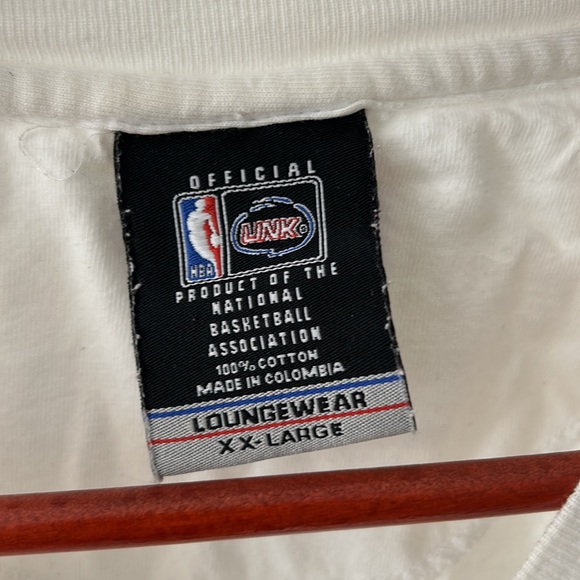 OFFICIAL
NBA
UNK®
PRODUCT OF THE
NATIONAL
BASKETBALL
ASSOCIATION
100% COTTON
MADE IN COLOMBIA
LOUNGEWEAR
XX-LARGE